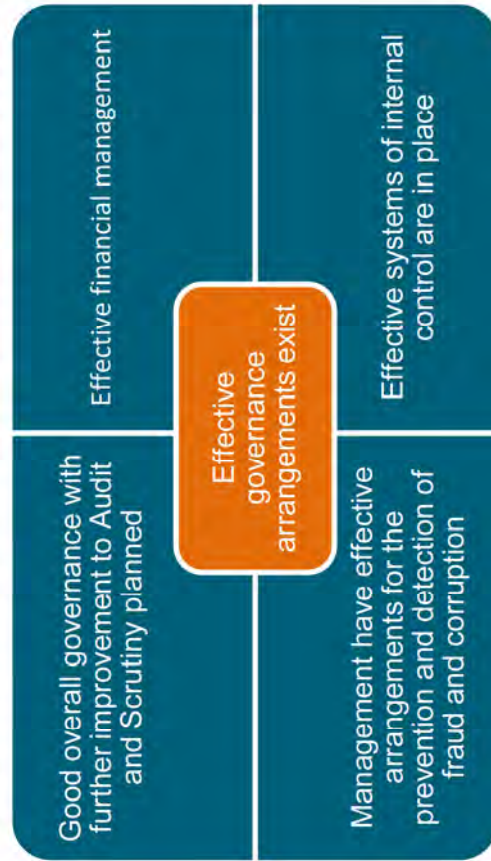 Good overall governance with
further improvement to Audit
and Scrutiny planned
Effective financial management
Effective
governance
arrangements exist
Management have effective
arrangements for the
prevention and detection of
fraud and corruption
Effective systems of internal
control are in place